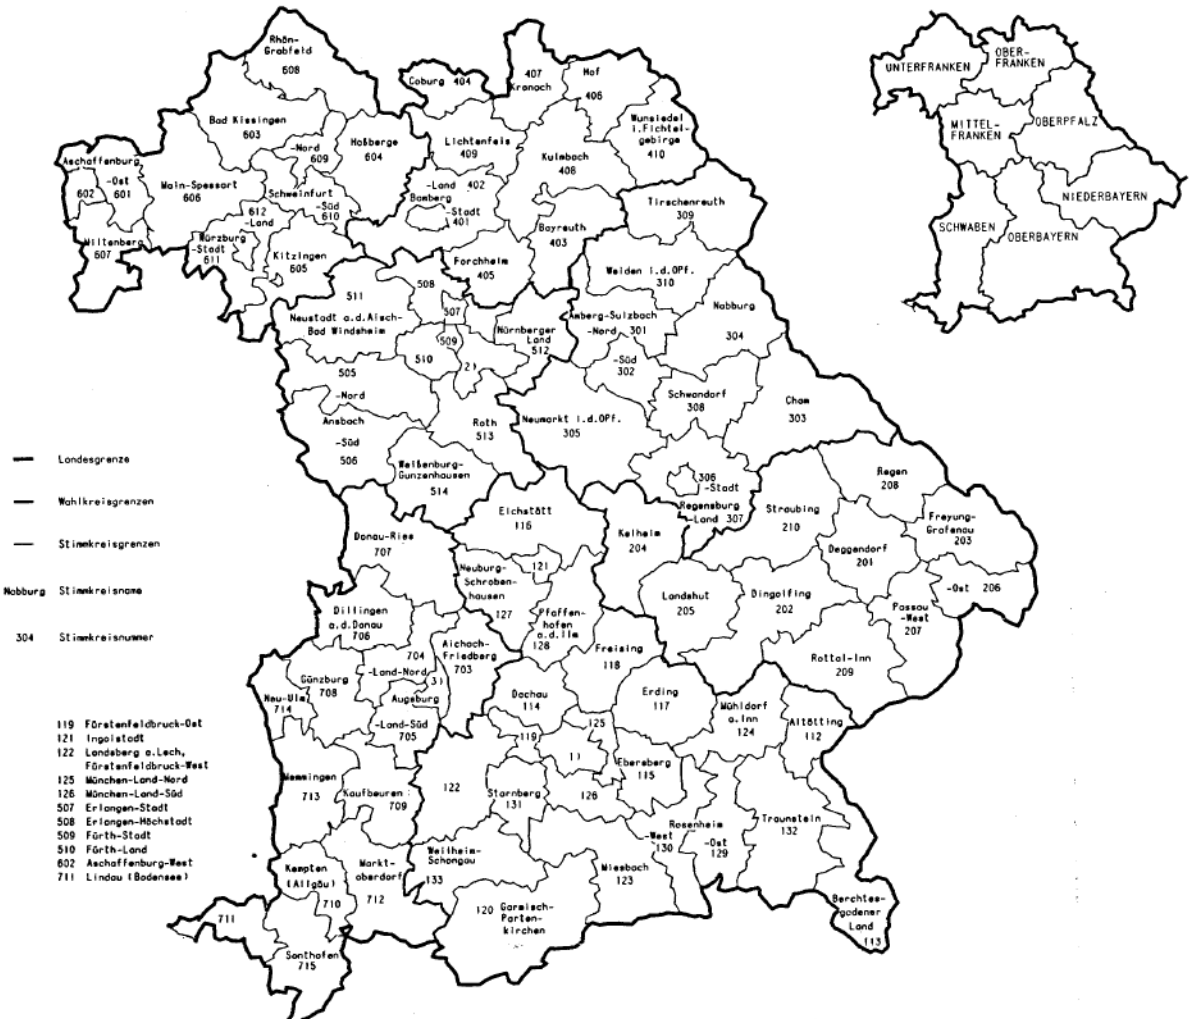 Rhön-
Grabfeld
608
Coburg 404
407
Kronach
Hof
406
UNTERFRANKEN
OBER-
FRANKEN
Bad Kissingen
603
-Nord
609
Haßberge
604
Lichtenfels
409
Kulmbach
408
Wunsiedel
i.Fichtel-
gebirge
410
MITTEL-
FRANKEN
OBERPFALZ
Aschaffenburg
602
-Ost
601
Main-Spessart
606
Schweinfurt
-Süd
610
-Land 402
Bamberg
-Stadt
401
Bayreuth
403
Tirschenreuth
309
NIEDERBAYERN
SCHWABEN
OBERBAYERN
Miltenberg
607
612
-Land
Würzburg
-Stadt
611
Kitzingen
605
Forchheim
405
Weiden i.d.OPf.
310
511
Neustadt a.d.Aisch-
Bad Windsheim
508
507
509
510
2)
Nürnberger
Land
512
Amberg-Sulzbach
-Nord
301
-Süd
302
Nabburg
304
505
-Nord
Ansbach
-Süd
506
Roth
513
Neumarkt i.d.OPf.
305
Schwandorf
308
Cham
303
Weißenburg-
Gunzenhausen
514
306
-Stadt
Regensburg
-Land 307
Regen
208
Landesgrenze
Wahlkreisgrenzen
Stimmkreisgrenzen
Nabburg Stimmkreisname
304 Stimmkreisnummer
Donau-Ries
707
Eichstätt
116
Kelheim
204
Straubing
210
Deggendorf
201
Freyung-
Grafenau
203
Neuburg-
Schroben-
hausen
127
121
Pfaffen-
hofen
a.d.Ilm
128
Landshut
205
Dingolfing
202
Passau
-West
207
-Ost 206
Dillingen
a.d.Donau
706
704
-Land-Nord
Aichach-
Friedberg
703
3)
Freising
118
Rottal-Inn
209
Neu-Ulm
714
Günzburg
708
Augsburg
-Land-Süd
705
Dachau
114
Erding
117
Mühldorf
a.Inn
124
Altötting
112
119 Fürstenfeldbruck-Ost
121 Ingolstadt
122 Landsberg a.Lech,
Fürstenfeldbruck-West
125 München-Land-Nord
126 München-Land-Süd
507 Erlangen-Stadt
508 Erlangen-Höchstadt
509 Fürth-Stadt
510 Fürth-Land
602 Aschaffenburg-West
711 Lindau (Bodensee)
Memmingen
713
Kaufbeuren
709
122
119
125
1)
126
Starnberg
131
Ebersberg
115
Rosenheim
-West
130
-Ost
129
Traunstein
132
Kempten
(Allgäu)
710
Markt-
oberdorf
712
Weilheim-
Schongau
133
Miesbach
123
Berchtes-
gadener
Land
113
711
Sonthofen
715
120 Garmisch-
Parten-
kirchen